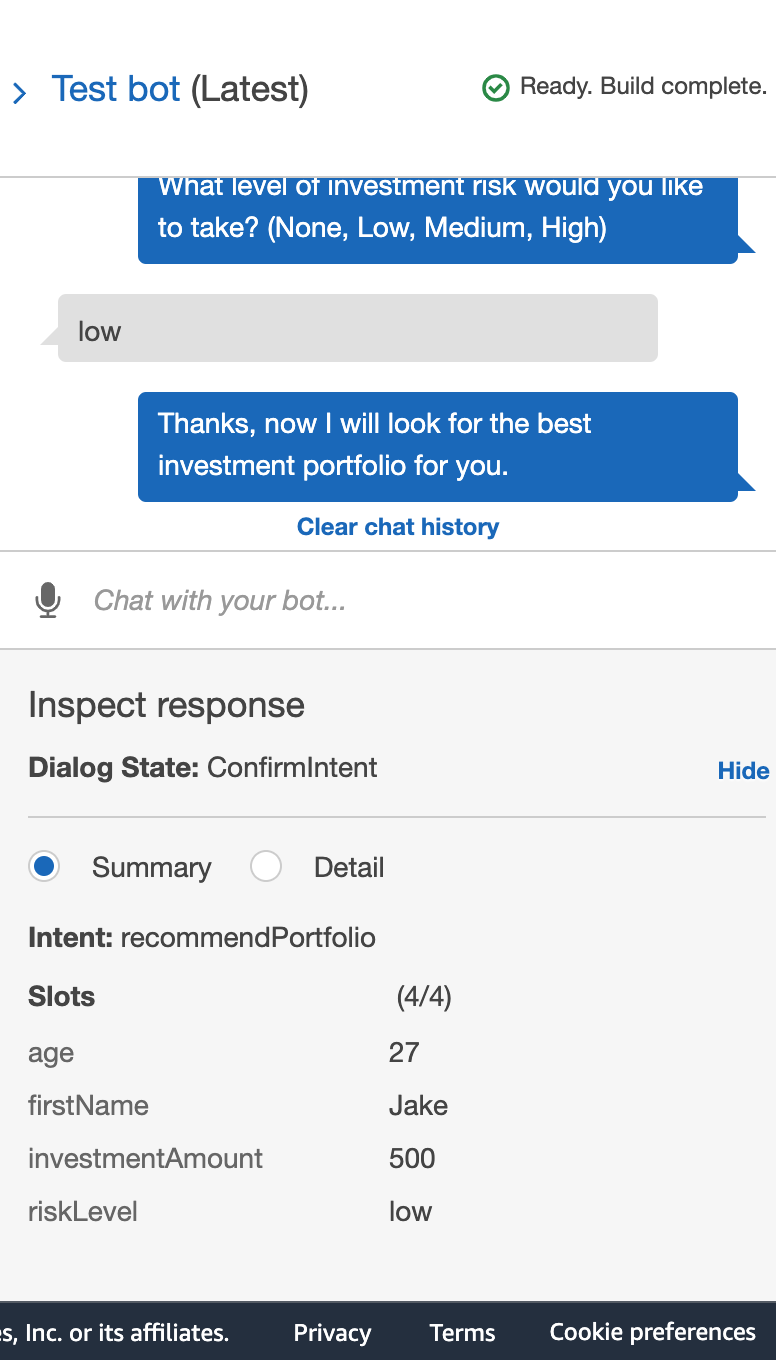 Test bot (Latest)
Ready. Build complete.
What level of investment risk would you like
to take? (None, Low, Medium, High)
low
Thanks, now I will look for the best
investment portfolio for you.
Clear chat history
Chat with your bot...
Inspect response
Dialog State: ConfirmIntent
Hide
Summary Detail
Intent: recommendPortfolio
Slots (4/4)
age 27
firstName Jake
investmentAmount 500
riskLevel low
s, Inc. or its affiliates. Privacy Terms Cookie preferences